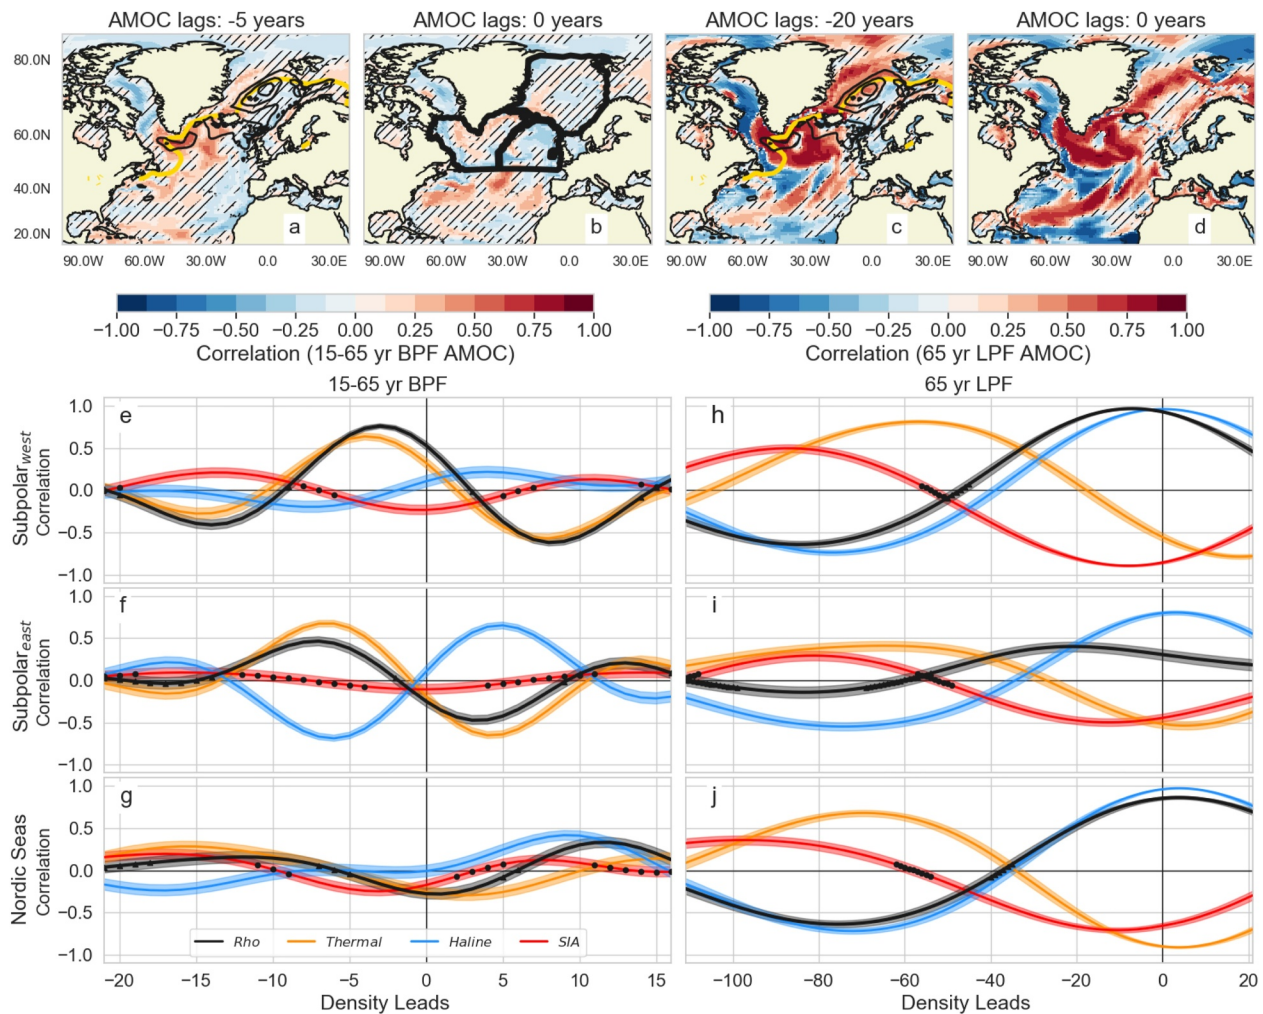 AMOC lags: -5 years
AMOC lags: 0 years
AMOC lags: -20 years
AMOC lags: 0 years
80.0N
60.0N
40.0N
20.0N
a
b
c
d
90.0W 60.0W 30.0W 0.0 30.0E
90.0W 60.0W 30.0W 0.0 30.0E
90.0W 60.0W 30.0W 0.0 30.0E
90.0W 60.0W 30.0W 0.0 30.0E
−1.00 −0.75 −0.50 −0.25 0.00 0.25 0.50 0.75 1.00
Correlation (15-65 yr BPF AMOC)
−1.00 −0.75 −0.50 −0.25 0.00 0.25 0.50 0.75 1.00
Correlation (65 yr LPF AMOC)
15-65 yr BPF
65 yr LPF
Subpolarwest
Correlation
1.0
0.5
0.0
−0.5
−1.0
e
h
Subpolareast
Correlation
1.0
0.5
0.0
−0.5
−1.0
f
i
Nordic Seas
Correlation
1.0
0.5
0.0
−0.5
−1.0
g
j
Rho Thermal Haline SIA
−20 −15 −10 −5 0 5 10 15
Density Leads
−100 −80 −60 −40 −20 0 20
Density Leads